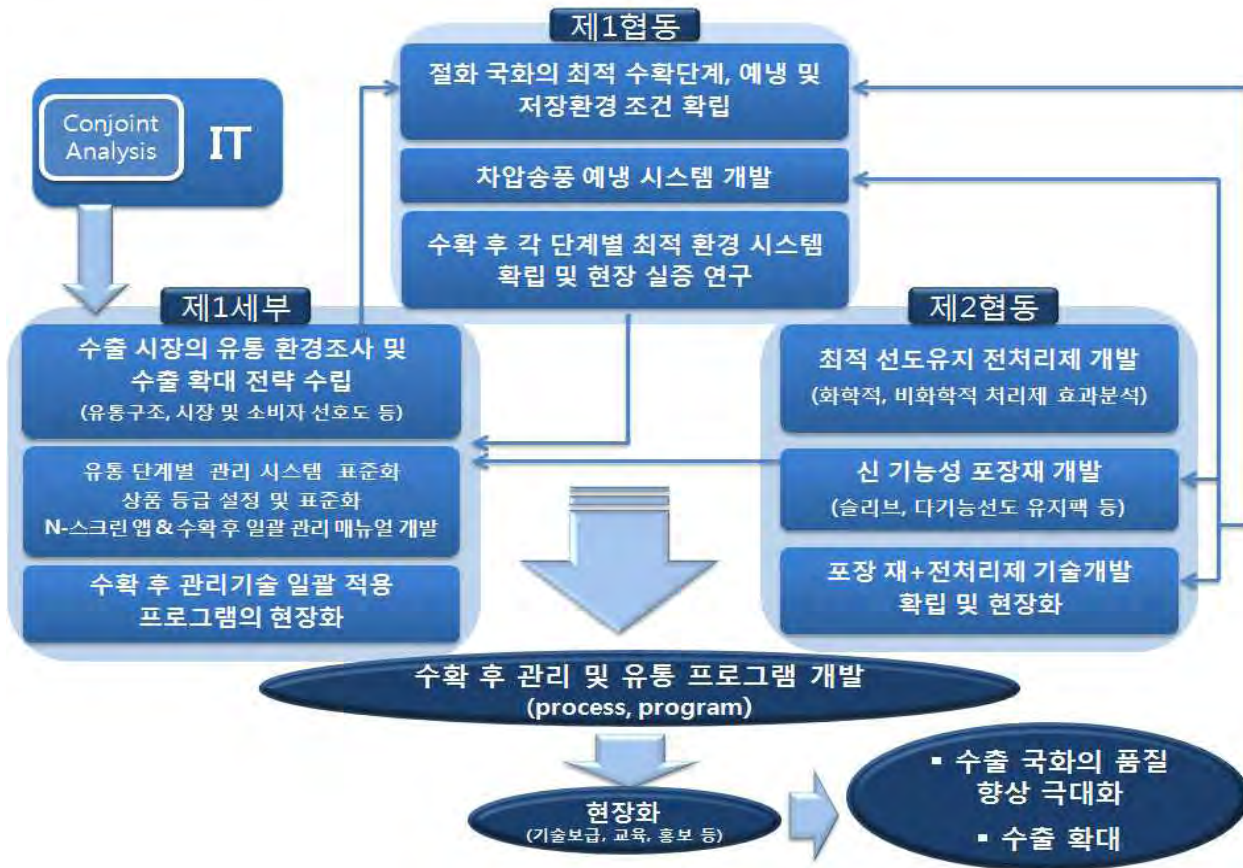 제1협동
절화 국화의 최적 수확단계, 예냉 및
저장환경 조건 확립
차압송풍 예냉 시스템 개발
수확 후 각 단계별 최적 환경 시스템
확립 및 현장 실증 연구
Conjoint
Analysis
IT
제1세부
수출 시장의 유통 환경조사 및
수출 확대 전략 수립
(유통구조, 시장 및 소비자 선호도 등)
유통 단계별 관리 시스템 표준화
상품 등급 설정 및 표준화
N-스크린 앱 & 수확 후 일괄 관리 매뉴얼 개발
수확 후 관리기술 일괄 적용
프로그램의 현장화
제2협동
최적 선도유지 전처리제 개발
(화학적, 비화학적 처리제 효과분석)
신 기능성 포장재 개발
(슬리브, 다기능선도 유지팩 등)
포장 재+전처리제 기술개발
확립 및 현장화
수확 후 관리 및 유통 프로그램 개발
(process, program)
현장화
(기술보급, 교육, 홍보 등)
▪ 수출 국화의 품질
향상 극대화
▪ 수출 확대